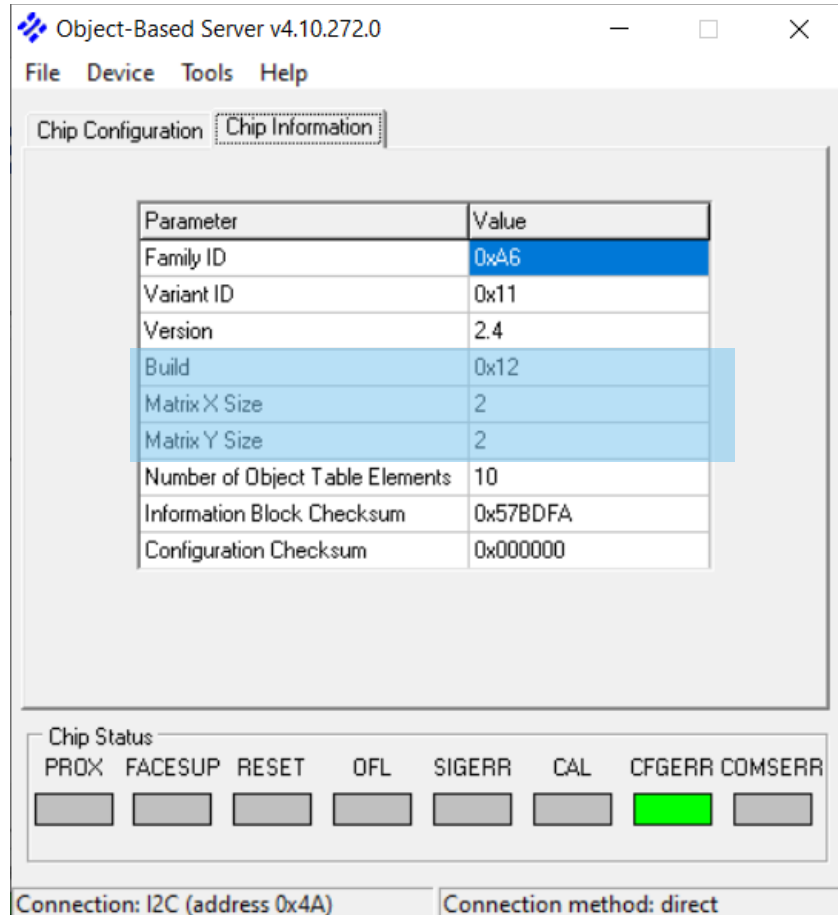 Object-Based Server v4.10.272.0
File Device Tools Help
Chip Configuration Chip Information
Parameter Value
Family ID 0xA6
Variant ID 0x11
Version 2.4
Build 0x12
Matrix X Size 2
Matrix Y Size 2
Number of Object Table Elements 10
Information Block Checksum 0x57BDFA
Configuration Checksum 0x000000
Chip Status
PROX FACESUP RESET OFL SIGERR CAL CFGERR COMSERR
Connection: I2C (address 0x4A) Connection method: direct